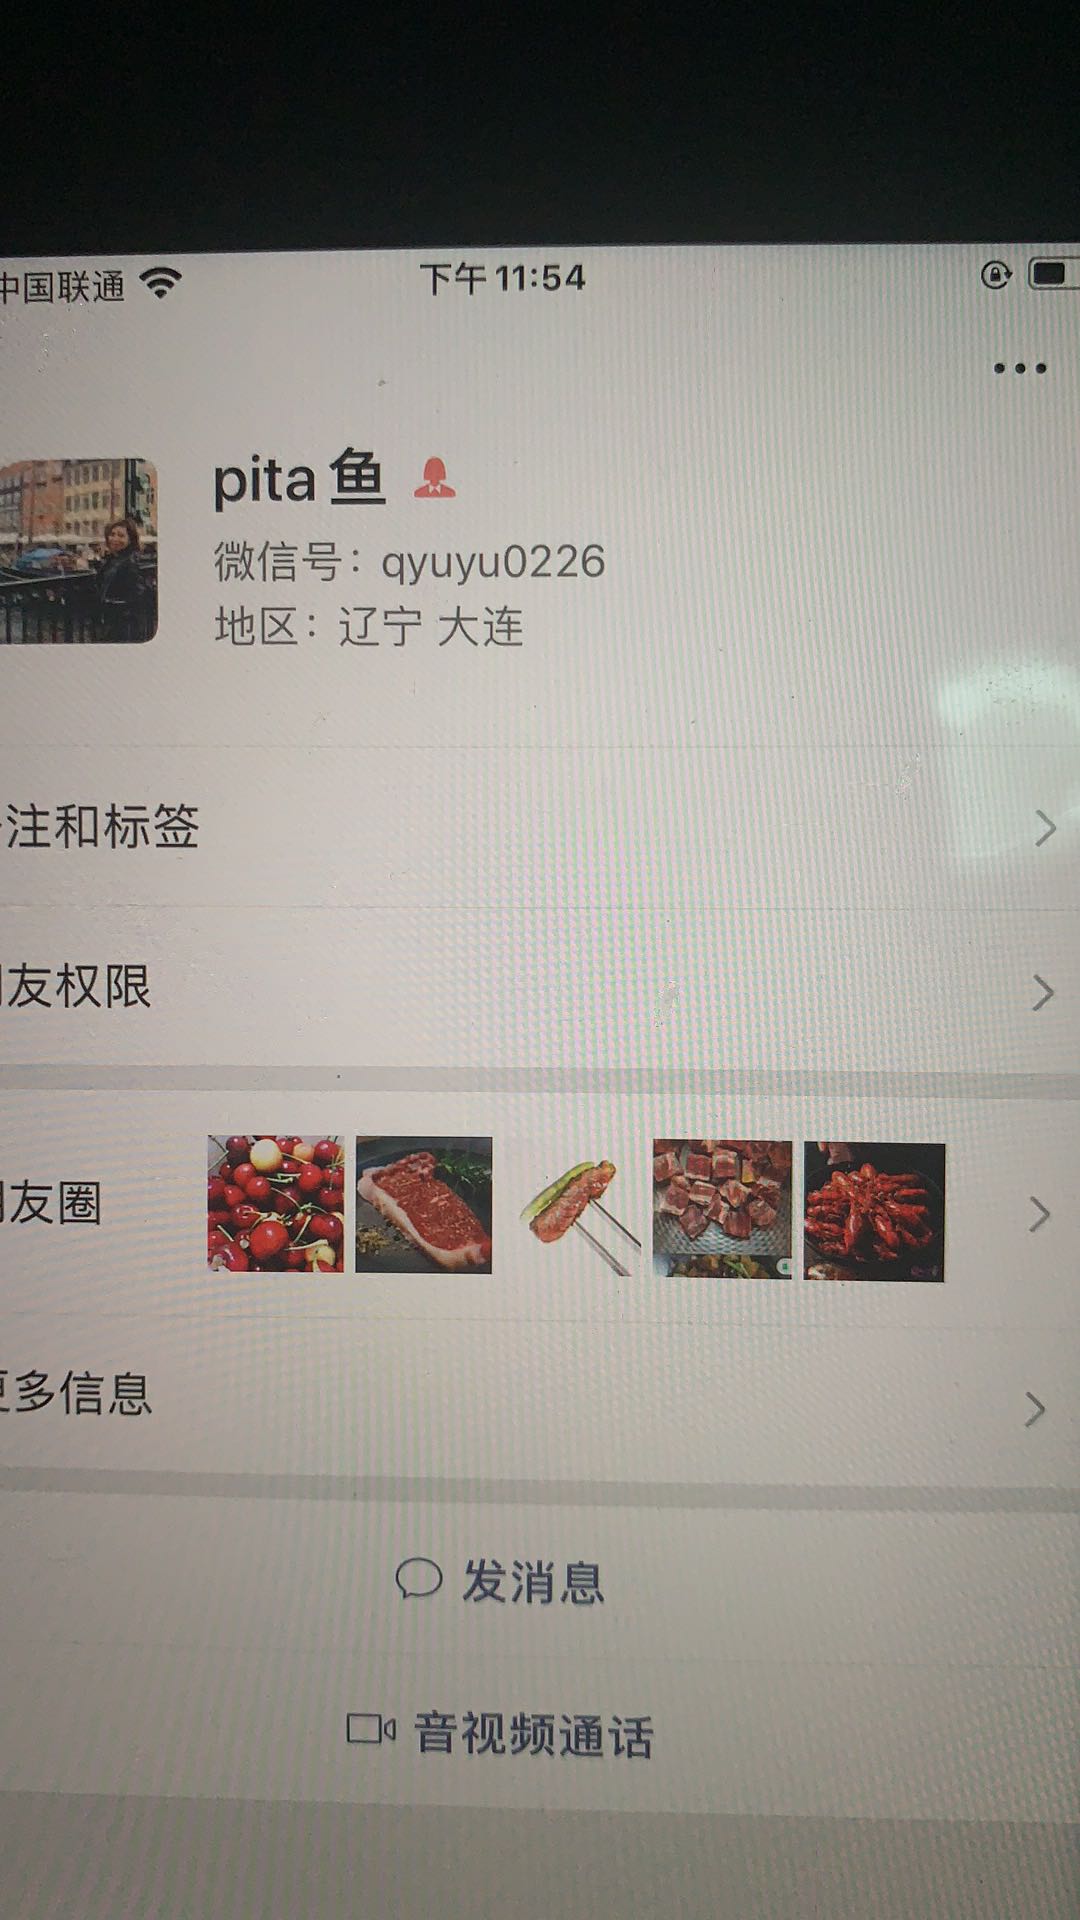 中国联通
下午11:54
pita 鱼
微信号：qyuyu0226
地区：辽宁 大连
注和标签
友权限
友圈
多信息
发消息
音视频通话